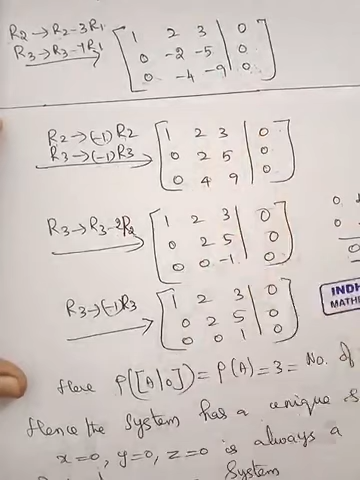 R2→R2-3R1
R3→R3-7R1
[1 2 3 | 0
0 -2 -5 | 0
0 -4 -9 | 0]
R2→(-1)R2
R3→(-1)R3
[1 2 3 | 0
0 2 5 | 0
0 4 9 | 0]
R3→R3-2R2
[1 2 3 | 0
0 2 5 | 0
0 0 -1 | 0]
R3→(-1)R3
[1 2 3 | 0
0 2 5 | 0
0 0 1 | 0]
INDH
MATHE
Here ρ([A|0])=ρ(A)=3=No. of
Hence the system has a unique s
x=0, y=0, z=0 is always a
System